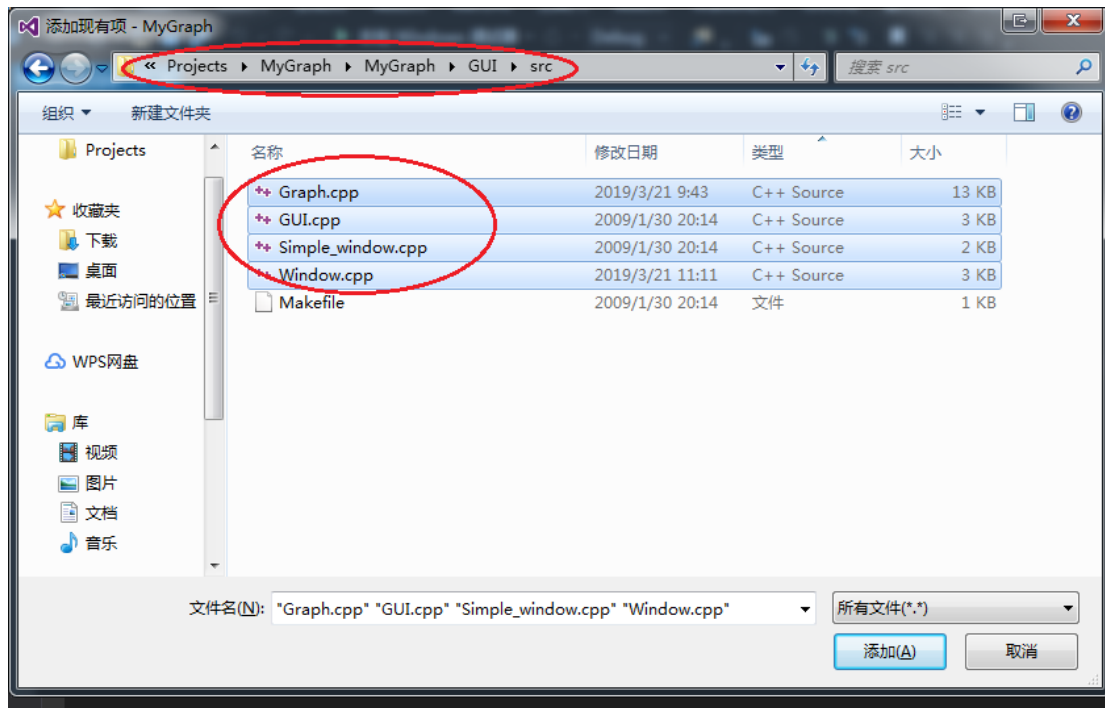 添加现有项 - MyGraph
« Projects MyGraph MyGraph GUI src
搜索 src
组织 新建文件夹
Projects
收藏夹
下载
桌面
最近访问的位置
WPS网盘
库
视频
图片
文档
音乐
名称 修改日期 类型 大小
Graph.cpp 2019/3/21 9:43 C++ Source 13 KB
GUI.cpp 2009/1/30 20:14 C++ Source 3 KB
Simple_window.cpp 2009/1/30 20:14 C++ Source 2 KB
Window.cpp 2019/3/21 11:11 C++ Source 3 KB
Makefile 2009/1/30 20:14 文件 1 KB
文件名(N): "Graph.cpp" "GUI.cpp" "Simple_window.cpp" "Window.cpp" 所有文件(*.*)
添加(A) 取消